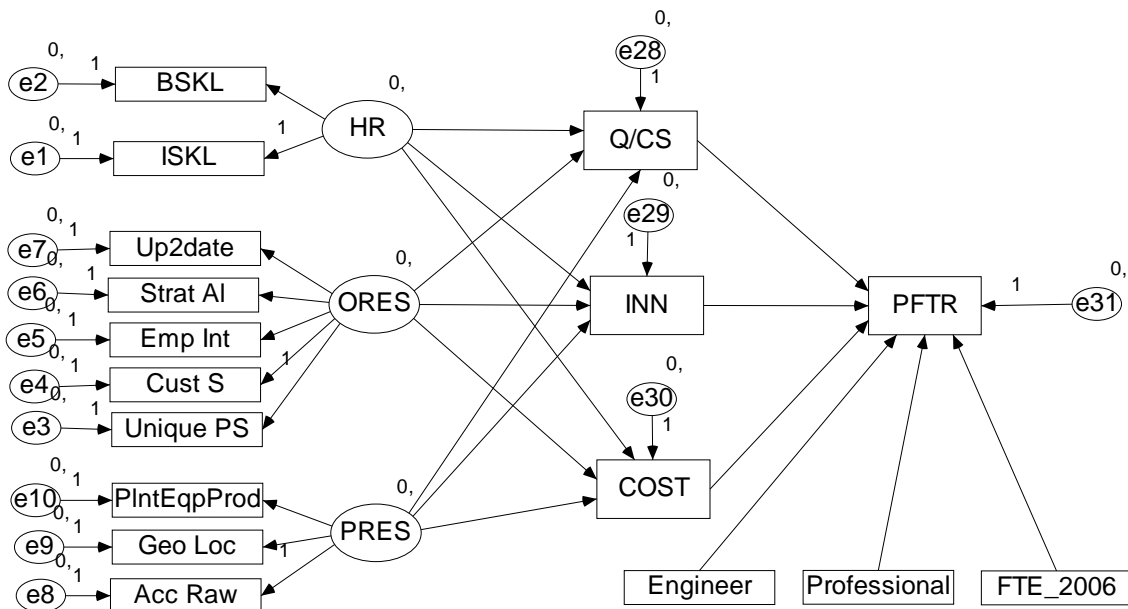 0,
e28
1
0,
e2
1
BSKL
0,
e1
1
ISKL
0,
HR
1
Q/CS
0,
e29
1
0,
e7
1
Up2date
0,
e6
1
Strat Al
0,
e5
1
Emp Int
0,
e4
1
Cust S
0,
e3
1
Unique PS
0,
ORES
1
INN
PFTR
1
0,
e31
0,
e30
1
COST
0,
e10
1
PlntEqpProd
0,
e9
1
Geo Loc
0,
e8
1
Acc Raw
0,
PRES
1
Engineer
Professional
FTE_2006